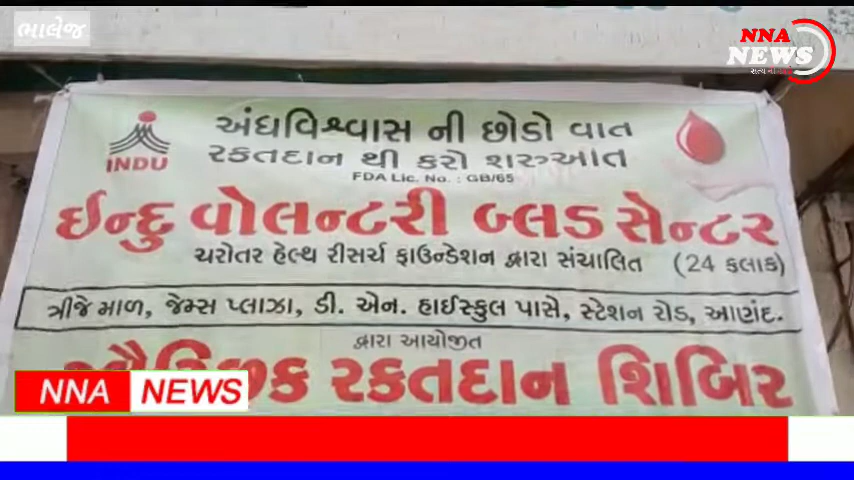 ભાલેજ
NNA
NEWS
INDU
અંધવિશ્વાસ ની છોડો વાત
રકતદાન થી કરો શરુઆત
FDA Lic. No. : GB/65
ઈન્દુ વોલન્ટરી બ્લડ સેન્ટર
ચરોતર હેલ્થ રીસર્ચ ફાઉન્ડેશન દ્વારા સંચાલિત (24 કલાક)
ત્રીજે માળ, જેમ્સ પ્લાઝા, ડી. એન. હાઈસ્કુલ પાસે, સ્ટેશન રોડ, આણંદ.
દ્વારા આયોજીત
રકતદાન શિબિર
NNA NEWS